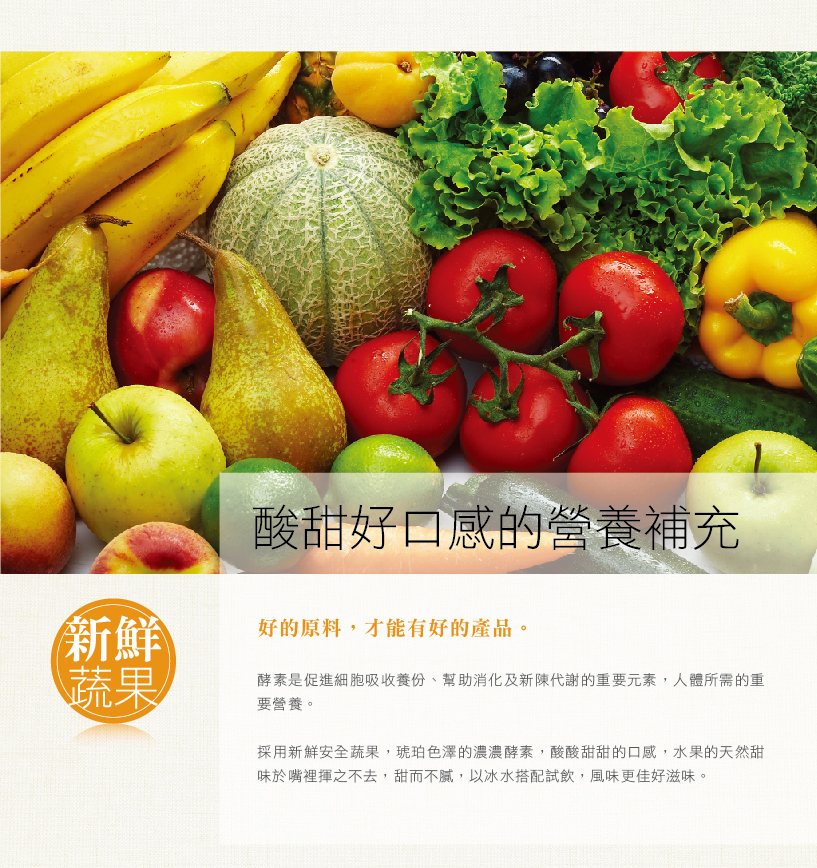 酸甜好口感的營養補充
新鮮
蔬果
好的原料，才能有好的產品。
酵素是促進細胞吸收養份、幫助消化及新陳代謝的重要元素，人體所需的重
要營養。
採用新鮮安全蔬果，琥珀色澤的濃濃酵素，酸酸甜甜的口感，水果的天然甜
味於嘴裡揮之不去，甜而不膩，以冰水搭配試飲，風味更佳好滋味。